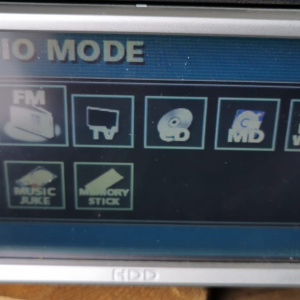 IO MODE
FM
TV
CD
MD
MUSIC
JUKE
MEMORY
STICK
HDD